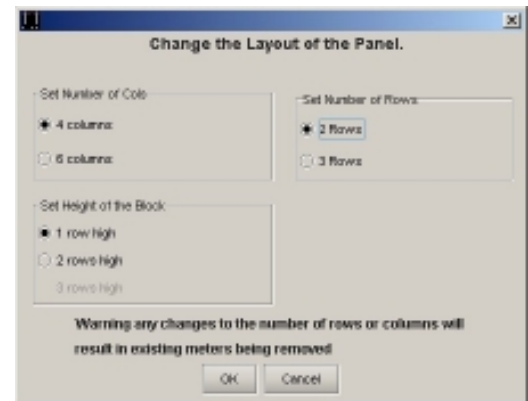 Change the Layout of the Panel.
Set Number of Cols
4 columns
6 columns
Set Number of Rows
2 Rows
3 Rows
Set Height of the Block
1 row high
2 rows high
3 rows high
Warning any changes to the number of rows or columns will
result in existing meters being removed
OK
Cancel